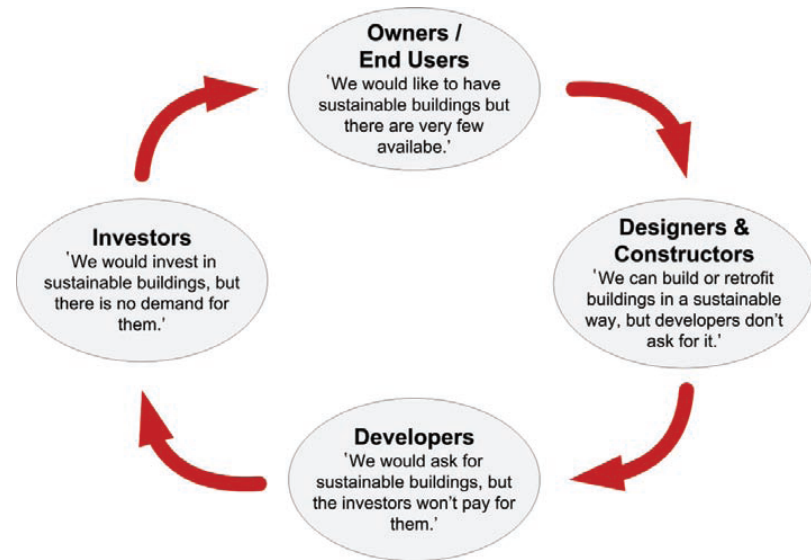 Owners /
End Users
'We would like to have
sustainable buildings but
there are very few
availabe.'
Designers &
Constructors
'We can build or retrofit
buildings in a sustainable
way, but developers don't
ask for it.'
Developers
'We would ask for
sustainable buildings, but
the investors won't pay for
them.'
Investors
'We would invest in
sustainable buildings, but
there is no demand for
them.'